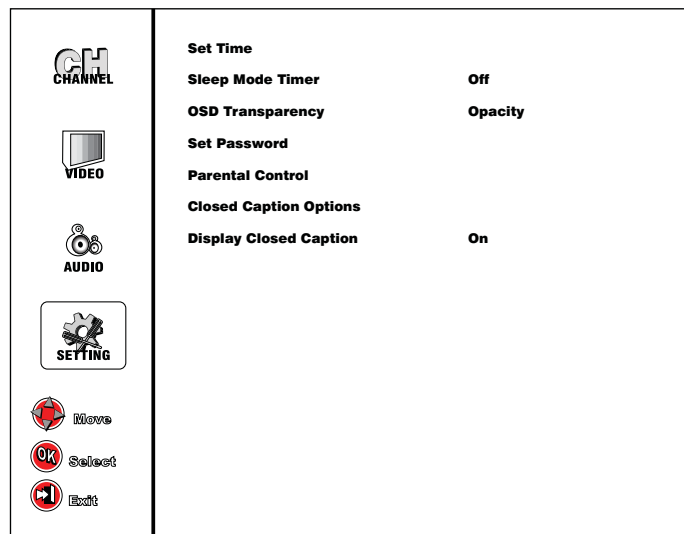 CH
CHANNEL
VIDEO
AUDIO
SETTING
Move
OK Select
Exit
Set Time
Sleep Mode Timer Off
OSD Transparency Opacity
Set Password
Parental Control
Closed Caption Options
Display Closed Caption On